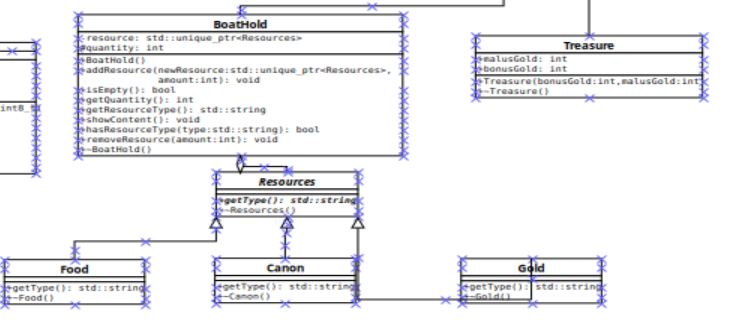 BoatHold
-resource: std::unique_ptr<Resources>
#quantity: int
+BoatHold()
+addResource(newResource:std::unique_ptr<Resources>,
amount:int): void
+isEmpty(): bool
+getQuantity(): int
+getResourceType(): std::string
+showContent(): void
+hasResourceType(type:std::string): bool
+removeResource(amount:int): void
+~BoatHold()
Treasure
+malusGold: int
+bonusGold: int
+Treasure(bonusGold:int,malusGold:int
+~Treasure()
int8_t
Resources
+getType(): std::string
+~Resources()
Food
+getType(): std::string
+~Food()
Canon
+getType(): std::string
+~Canon()
Gold
+getType(): std::string
+~Gold()